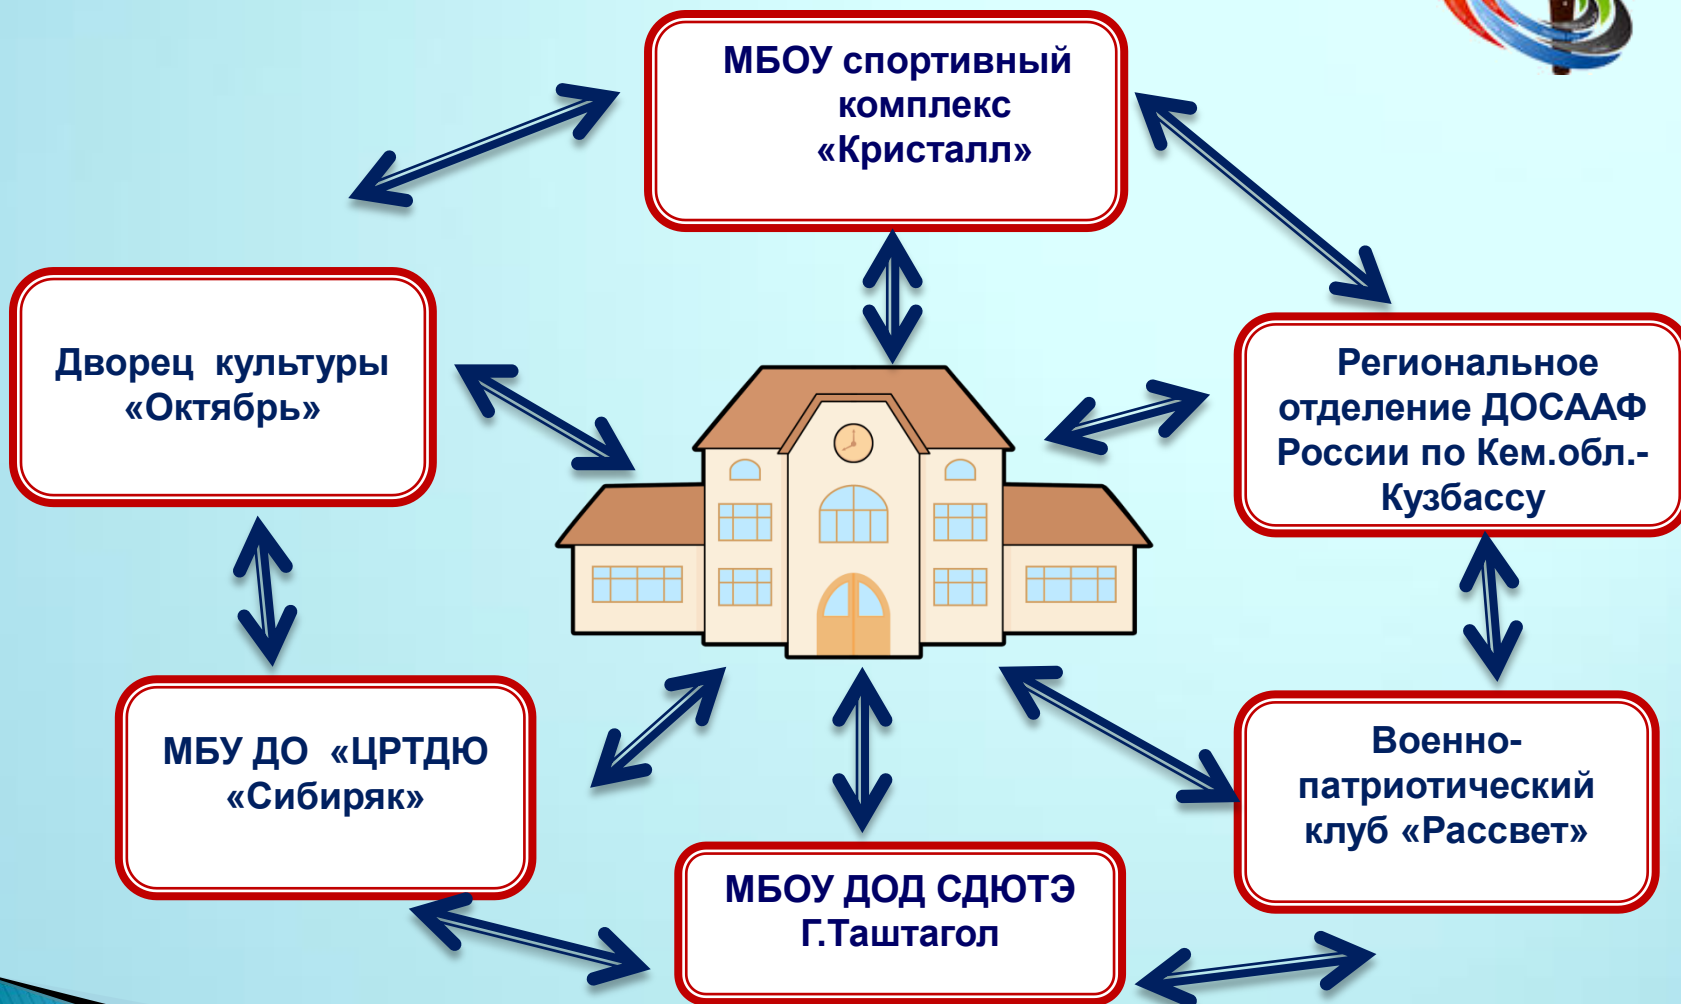 МБОУ спортивный
комплекс
«Кристалл»
Дворец культуры
«Октябрь»
Региональное
отделение ДОСААФ
России по Кем.обл.-
Кузбассу
МБУ ДО «ЦРТДЮ
«Сибиряк»
Военно-
патриотический
клуб «Рассвет»
МБОУ ДОД СДЮТЭ
Г.Таштагол